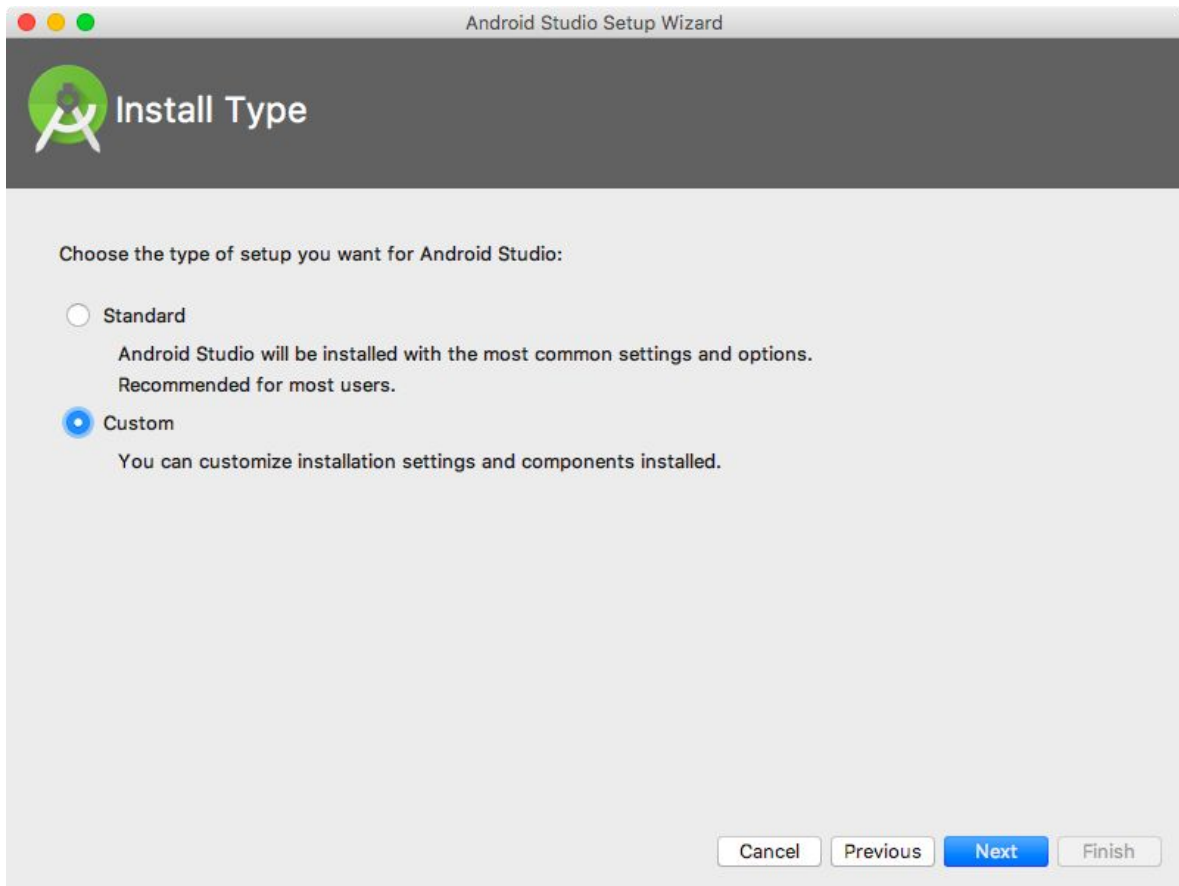 Android Studio Setup Wizard
Install Type
Choose the type of setup you want for Android Studio:
Standard
Android Studio will be installed with the most common settings and options.
Recommended for most users.
Custom
You can customize installation settings and components installed.
Cancel Previous Next Finish